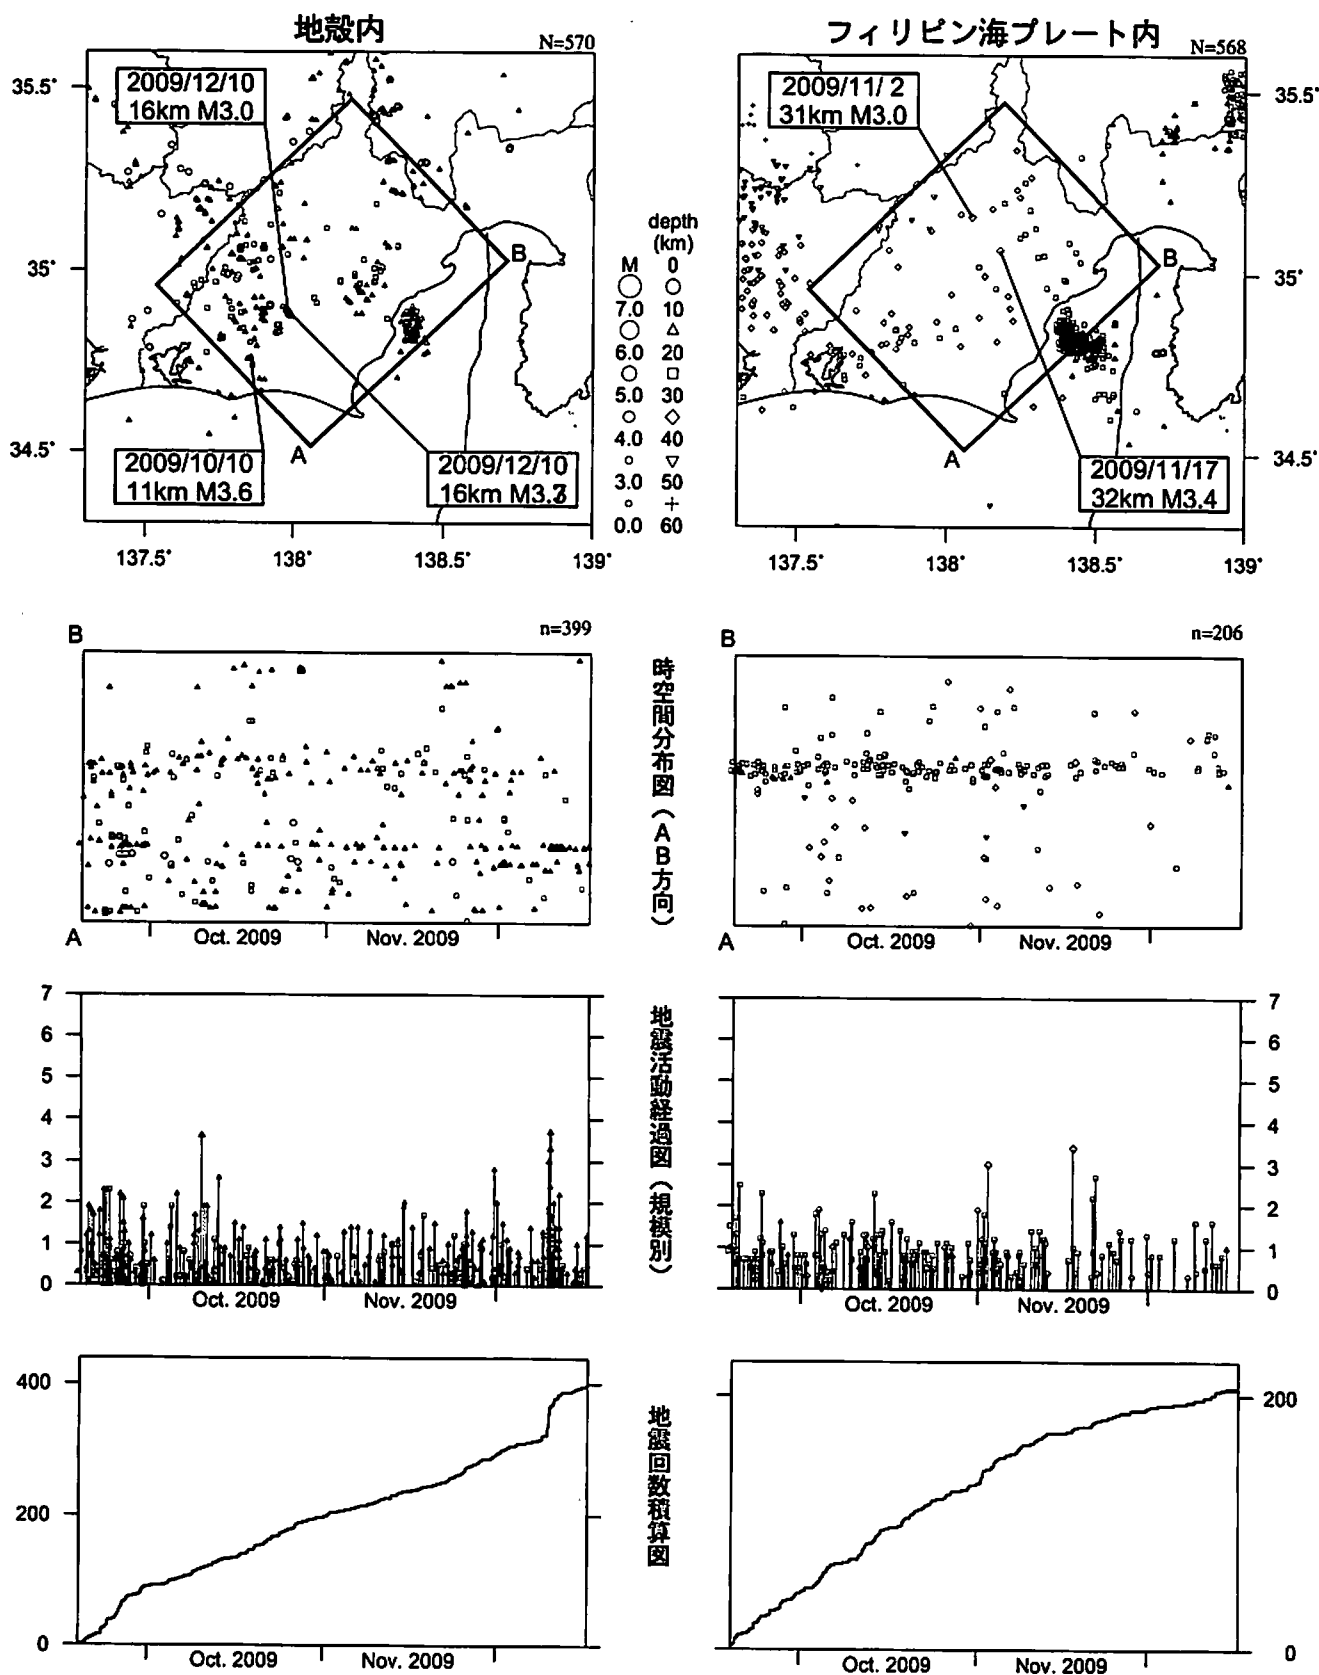 地殻内
N=570
フィリピン海プレート内
N=568
35.5°
35°
34.5°
2009/12/10
16km M3.0
2009/10/10
11km M3.6
2009/12/10
B
A
137.5°
138°
138.5°
139°
depth
(km)
M
0
7.0
10
6.0
20
5.0
30
4.0
40
3.0
50
0.0
60
2009/11/ 2
31km M3.0
2009/11/17
32km M3.4
B
A
35.5°
35°
34.5°
137.5°
138°
138.5°
139°
B
n=399
A
Oct. 2009
Nov. 2009
時空間分布図(AB方向)
B
n=206
A
Oct. 2009
Nov. 2009
7
6
5
4
3
2
1
0
Oct. 2009
Nov. 2009
地震活動経過図(規模別)
7
6
5
4
3
2
1
0
Oct. 2009
Nov. 2009
400
200
0
Oct. 2009
Nov. 2009
地震回数積算図
200
0
Oct. 2009
Nov. 2009